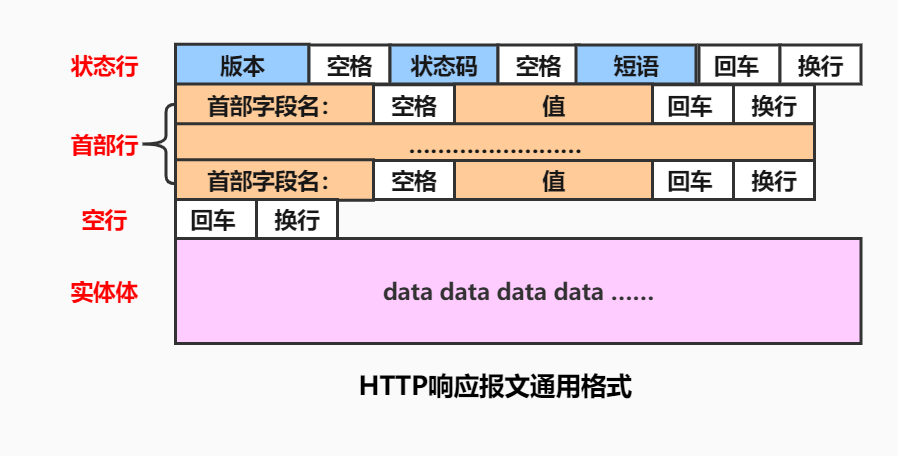 状态行 版本 空格 状态码 空格 短语 回车 换行
首部字段名： 空格 值 回车 换行
首部行 ........................
首部字段名： 空格 值 回车 换行
空行 回车 换行
实体体 data data data data ......
HTTP响应报文通用格式